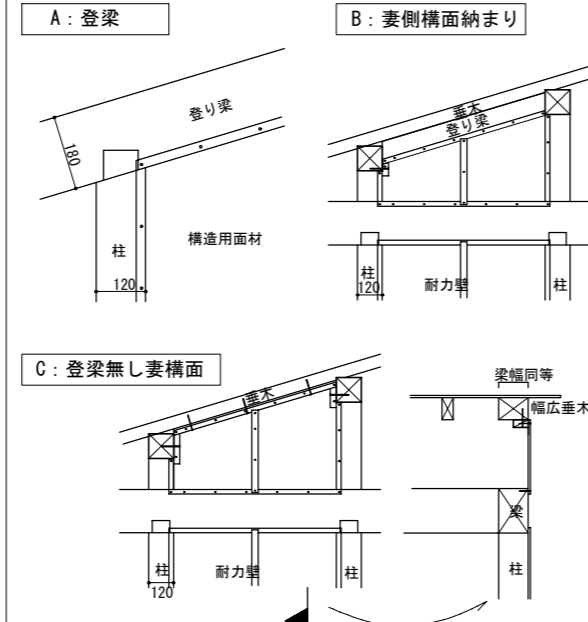 A：登梁
登り梁
180
柱
構造用面材
120
B：妻側構面納まり
垂木
登り梁
柱
耐力壁
柱
120
C：登梁無し妻構面
垂木
柱
耐力壁
柱
120
梁幅同等
幅広垂木
梁
柱